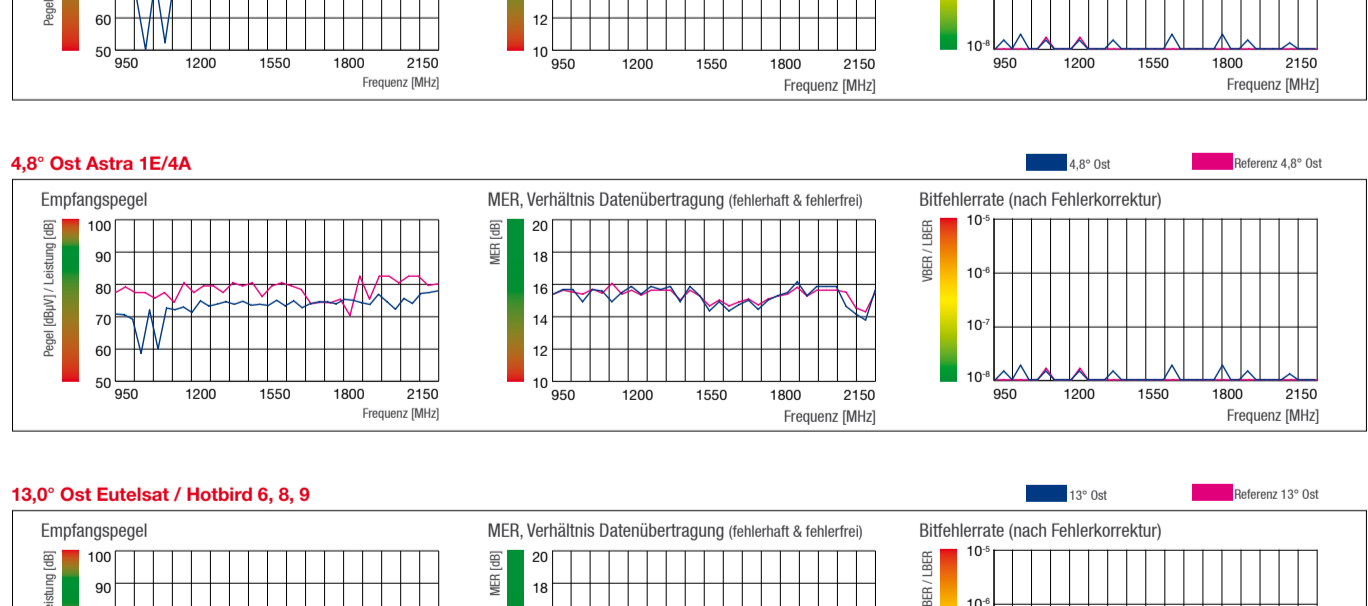 Pegel
60
50
950 1200 1550 1800 2150
Frequenz [MHz]
12
10
950 1200 1550 1800 2150
Frequenz [MHz]
10-8
950 1200 1550 1800 2150
Frequenz [MHz]
4,8° Ost Astra 1E/4A
4,8° Ost
Referenz 4,8° Ost
Empfangspegel
Pegel [dBµV] / Leistung [dB]
100
90
80
70
60
50
950 1200 1550 1800 2150
Frequenz [MHz]
MER, Verhältnis Datenübertragung (fehlerhaft & fehlerfrei)
MER [dB]
20
18
16
14
12
10
950 1200 1550 1800 2150
Frequenz [MHz]
Bitfehlerrate (nach Fehlerkorrektur)
VBER / LBER
10-5
10-6
10-7
10-8
950 1200 1550 1800 2150
Frequenz [MHz]
13,0° Ost Eutelsat / Hotbird 6, 8, 9
13° Ost
Referenz 13° Ost
Empfangspegel
100
90
MER, Verhältnis Datenübertragung (fehlerhaft & fehlerfrei)
MER [dB]
20
18
Bitfehlerrate (nach Fehlerkorrektur)
/ LBER
10-5
10-6